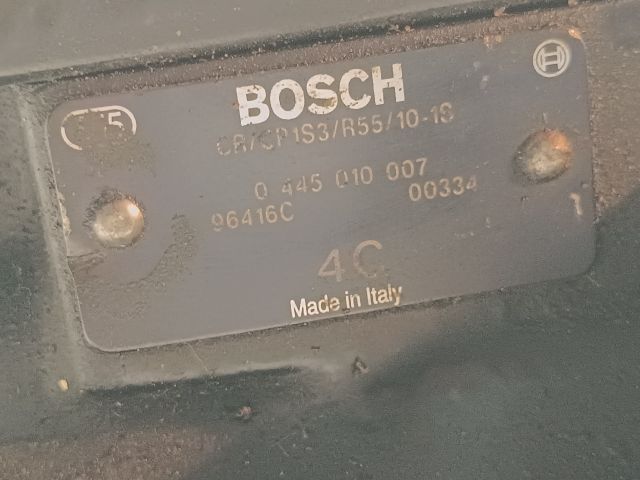 BOSCH
CR/CP1S3/R55/10-1S
0 445 010 007
96416C 00334
4C
Made in Italy